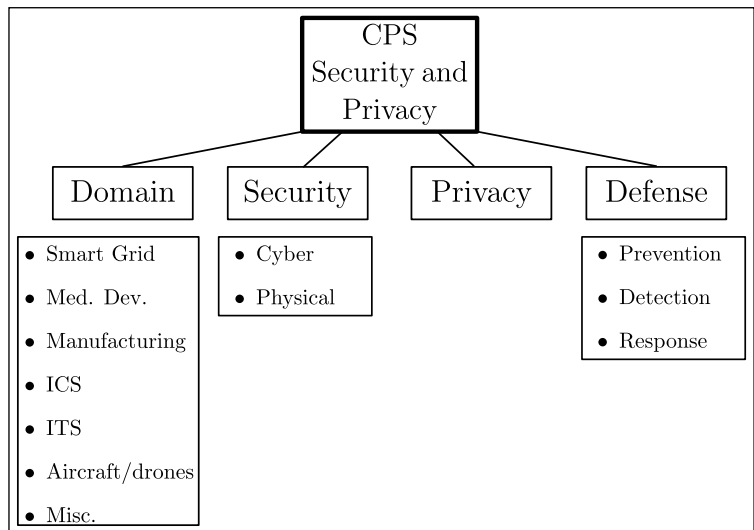 CPS
Security and
Privacy
Domain
Security
Privacy
Defense
• Smart Grid
• Med. Dev.
• Manufacturing
• ICS
• ITS
• Aircraft/drones
• Misc.
• Cyber
• Physical
• Prevention
• Detection
• Response